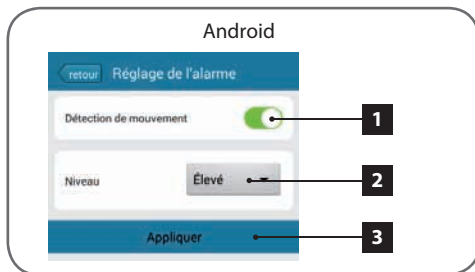 Android
retour Réglage de l'alarme
Détection de mouvement
1
Niveau Élevé
2
Appliquer
3